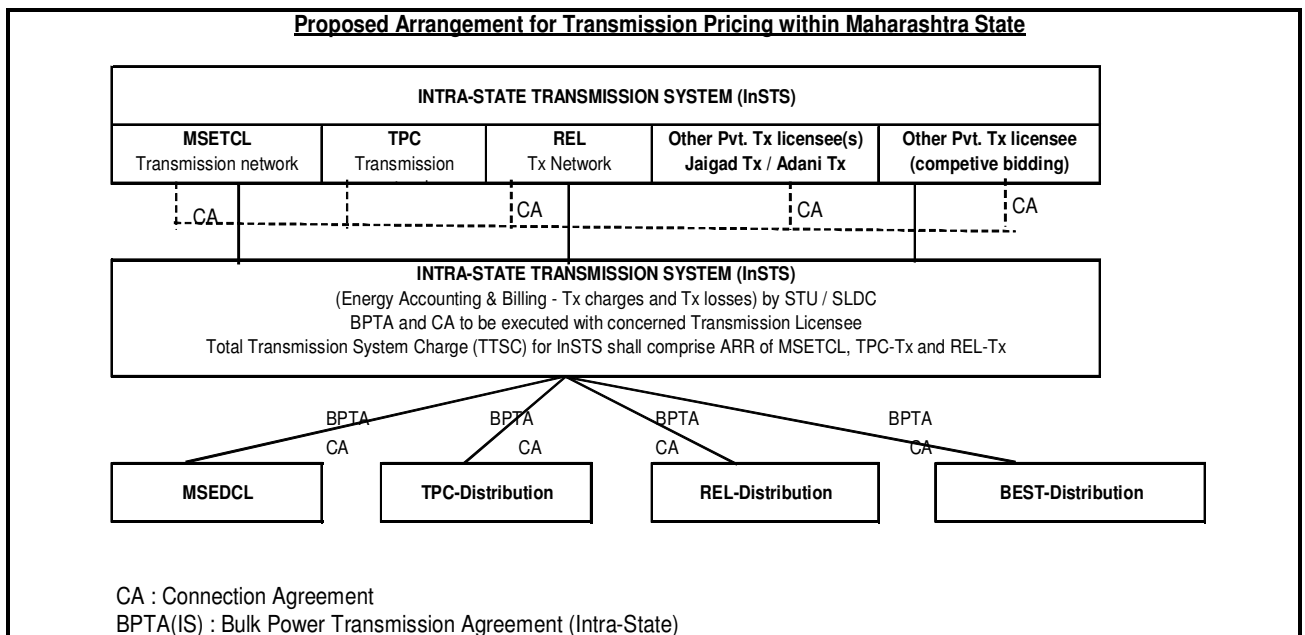 Proposed Arrangement for Transmission Pricing within Maharashtra State
INTRA-STATE TRANSMISSION SYSTEM (InSTS)
MSETCL TPC REL Other Pvt. Tx licensee(s) Other Pvt. Tx licensee
Transmission network Transmission Tx Network Jaigad Tx / Adani Tx (competive bidding)
CA CA CA CA
INTRA-STATE TRANSMISSION SYSTEM (InSTS)
(Energy Accounting & Billing - Tx charges and Tx losses) by STU / SLDC
BPTA and CA to be executed with concerned Transmission Licensee
Total Transmission System Charge (TTSC) for InSTS shall comprise ARR of MSETCL, TPC-Tx and REL-Tx
BPTA BPTA BPTA BPTA
CA CA CA CA
MSEDCL TPC-Distribution REL-Distribution BEST-Distribution
CA : Connection Agreement
BPTA(IS) : Bulk Power Transmission Agreement (Intra-State)